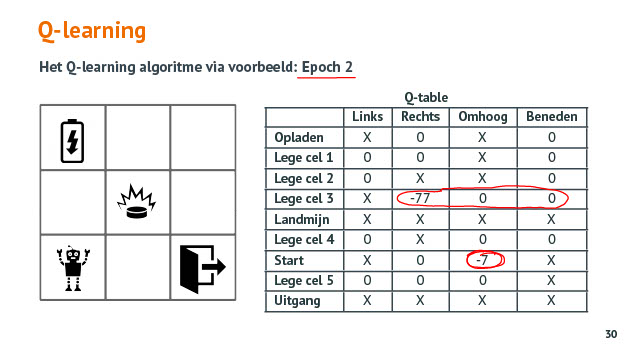 Q-learning
Het Q-learning algoritme via voorbeeld: Epoch 2
Q-table
Links Rechts Omhoog Beneden
Opladen X 0 X 0
Lege cel 1 0 0 X 0
Lege cel 2 0 X X 0
Lege cel 3 X -77 0 0
Landmijn X X X X
Lege cel 4 0 X 0 0
Start X 0 -7 X
Lege cel 5 0 0 0 X
Uitgang X X X X
30